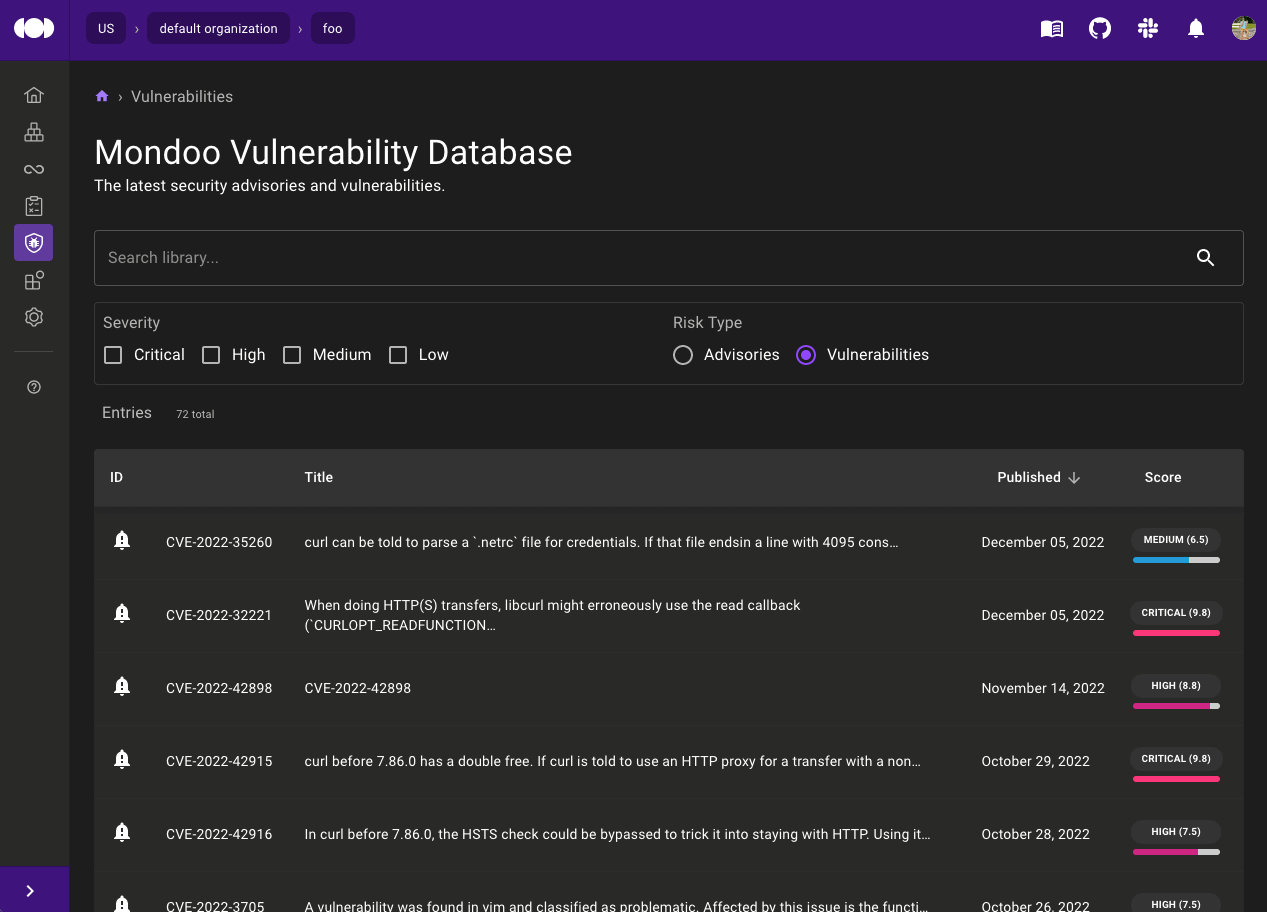 US › default organization › foo
› Vulnerabilities
Mondoo Vulnerability Database
The latest security advisories and vulnerabilities.
Search library...
Severity
Critical High Medium Low
Risk Type
Advisories Vulnerabilities
Entries 72 total
ID Title Published Score
CVE-2022-35260 curl can be told to parse a `.netrc` file for credentials. If that file endsin a line with 4095 cons… December 05, 2022 MEDIUM (6.5)
CVE-2022-32221 When doing HTTP(S) transfers, libcurl might erroneously use the read callback
(`CURLOPT_READFUNCTION… December 05, 2022 CRITICAL (9.8)
CVE-2022-42898 CVE-2022-42898 November 14, 2022 HIGH (8.8)
CVE-2022-42915 curl before 7.86.0 has a double free. If curl is told to use an HTTP proxy for a transfer with a non… October 29, 2022 CRITICAL (9.8)
CVE-2022-42916 In curl before 7.86.0, the HSTS check could be bypassed to trick it into staying with HTTP. Using it… October 28, 2022 HIGH (7.5)
CVE-2022-3705 A vulnerability was found in vim and classified as problematic. Affected by this issue is the functi… October 26, 2022 HIGH (7.5)